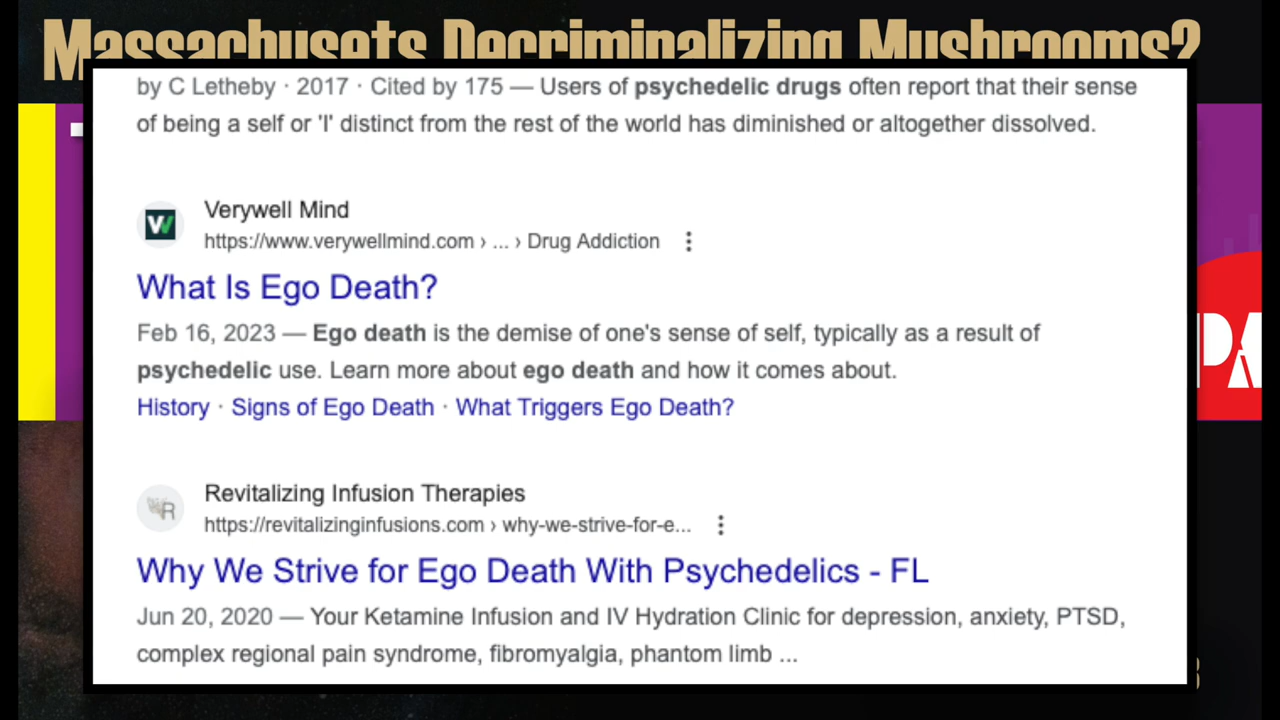 Massachusets Decriminalizing Mushrooms?
by C Letheby · 2017 · Cited by 175 — Users of psychedelic drugs often report that their sense
of being a self or 'I' distinct from the rest of the world has diminished or altogether dissolved.
Verywell Mind
https://www.verywellmind.com › ... › Drug Addiction
What Is Ego Death?
Feb 16, 2023 — Ego death is the demise of one's sense of self, typically as a result of
psychedelic use. Learn more about ego death and how it comes about.
History · Signs of Ego Death · What Triggers Ego Death?
Revitalizing Infusion Therapies
https://revitalizinginfusions.com › why-we-strive-for-e...
Why We Strive for Ego Death With Psychedelics - FL
Jun 20, 2020 — Your Ketamine Infusion and IV Hydration Clinic for depression, anxiety, PTSD,
complex regional pain syndrome, fibromyalgia, phantom limb ...